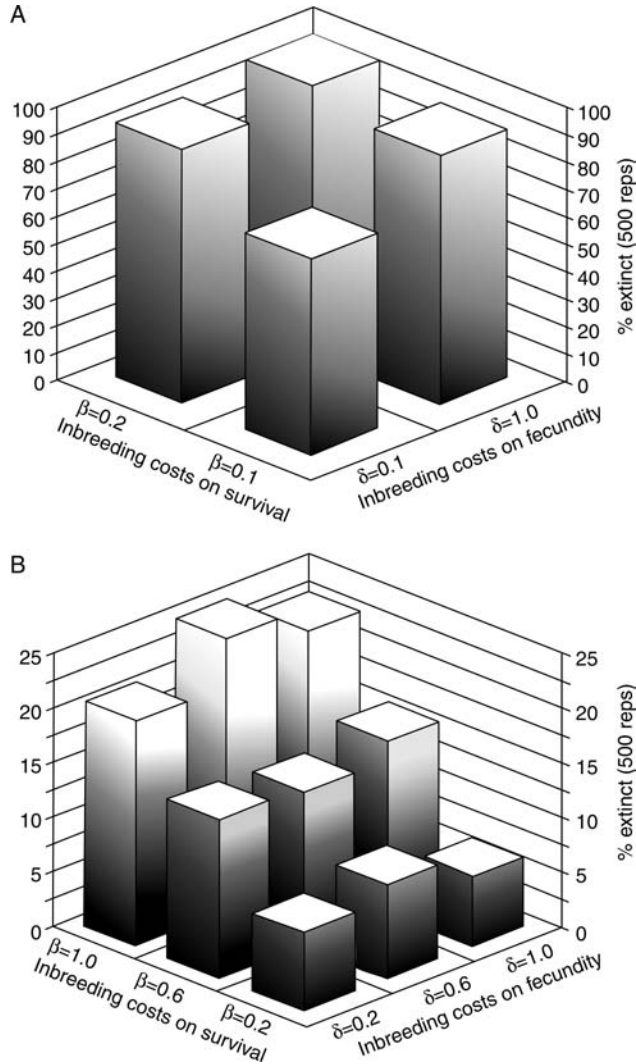 A
100
90
80
70
60
50
40
30
20
10
0
100
90
80
70
60
50
40
30
20
10
0
% extinct (500 reps)
β=0.2
β=0.1
Inbreeding costs on survival
δ=0.1
δ=1.0
Inbreeding costs on fecundity
B
25
20
15
10
5
0
25
20
15
10
5
0
% extinct (500 reps)
β=1.0
β=0.6
β=0.2
Inbreeding costs on survival
δ=0.2
δ=0.6
δ=1.0
Inbreeding costs on fecundity